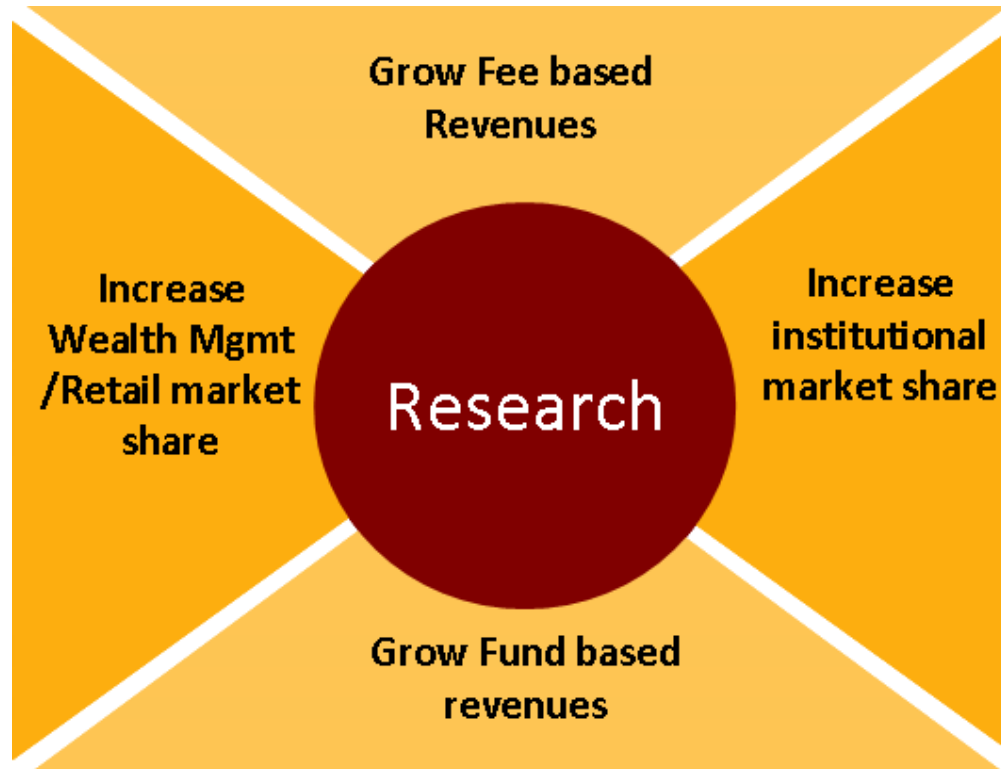 Grow Fee based
Revenues
Increase
Wealth Mgmt
/Retail market
share
Research
Increase
institutional
market share
Grow Fund based
revenues